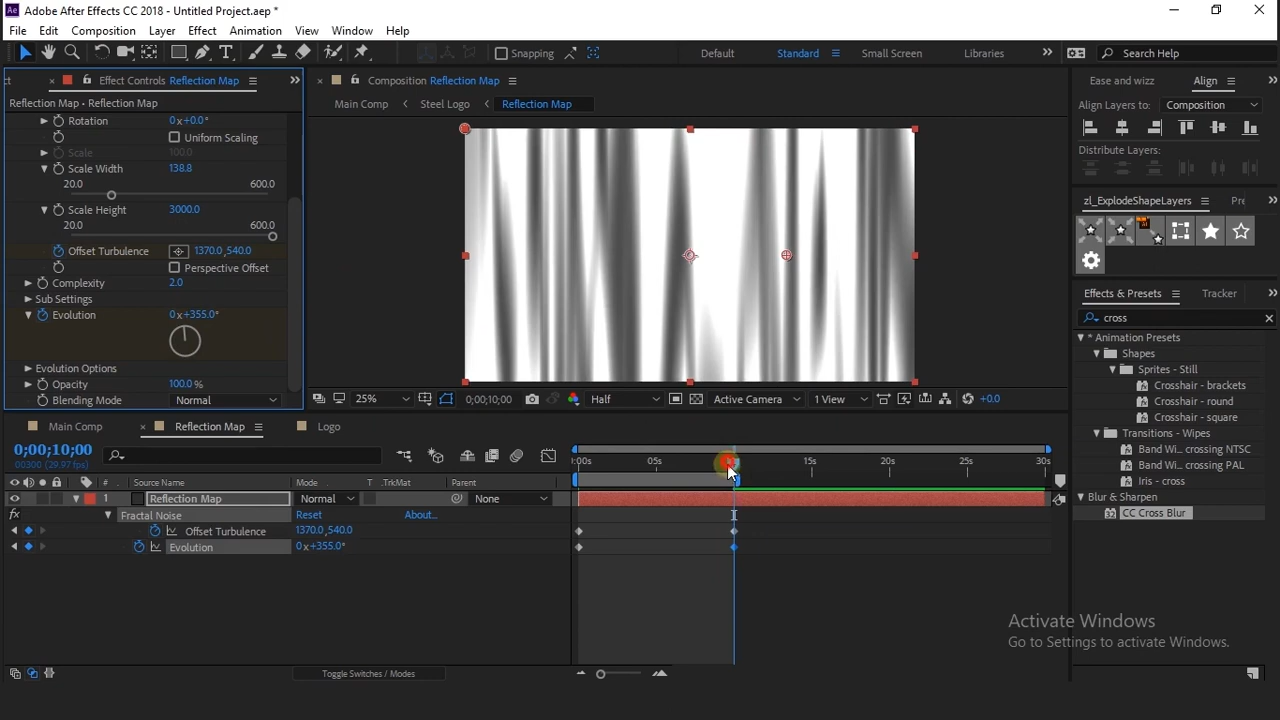 Adobe After Effects CC 2018 - Untitled Project.aep *
File Edit Composition Layer Effect Animation View Window Help
Snapping Default Standard Small Screen Libraries Search Help
Effect Controls Reflection Map
Reflection Map • Reflection Map
Rotation 0x+0.0°
Uniform Scaling
Scale 100.0
Scale Width 138.8
20.0 600.0
Scale Height 3000.0
20.0 600.0
Offset Turbulence 1370.0,540.0
Perspective Offset
Complexity 2.0
Sub Settings
Evolution 0x+355.0°
Evolution Options
Opacity 100.0 %
Blending Mode Normal
Composition Reflection Map
Main Comp Steel Logo Reflection Map
25% 0;00;10;00 Half Active Camera 1 View +0.0
Ease and wizz Align
Align Layers to: Composition
Distribute Layers:
zl_ExplodeShapeLayers Pre
Ai
Effects & Presets Tracker
cross
* Animation Presets
Shapes
Sprites - Still
Crosshair - brackets
Crosshair - round
Crosshair - square
Transitions - Wipes
Band Wi... crossing NTSC
Band Wi... crossing PAL
Iris - cross
Blur & Sharpen
CC Cross Blur
Main Comp Reflection Map Logo
0;00;10;00
00300 (29.97 fps)
:00s 05s 15s 20s 25s 30s
# Source Name Mode T .TrkMat Parent
1 Reflection Map Normal None
fx Fractal Noise Reset About...
Offset Turbulence 1370.0,540.0
Evolution 0x+355.0°
Toggle Switches / Modes
Activate Windows
Go to Settings to activate Windows.